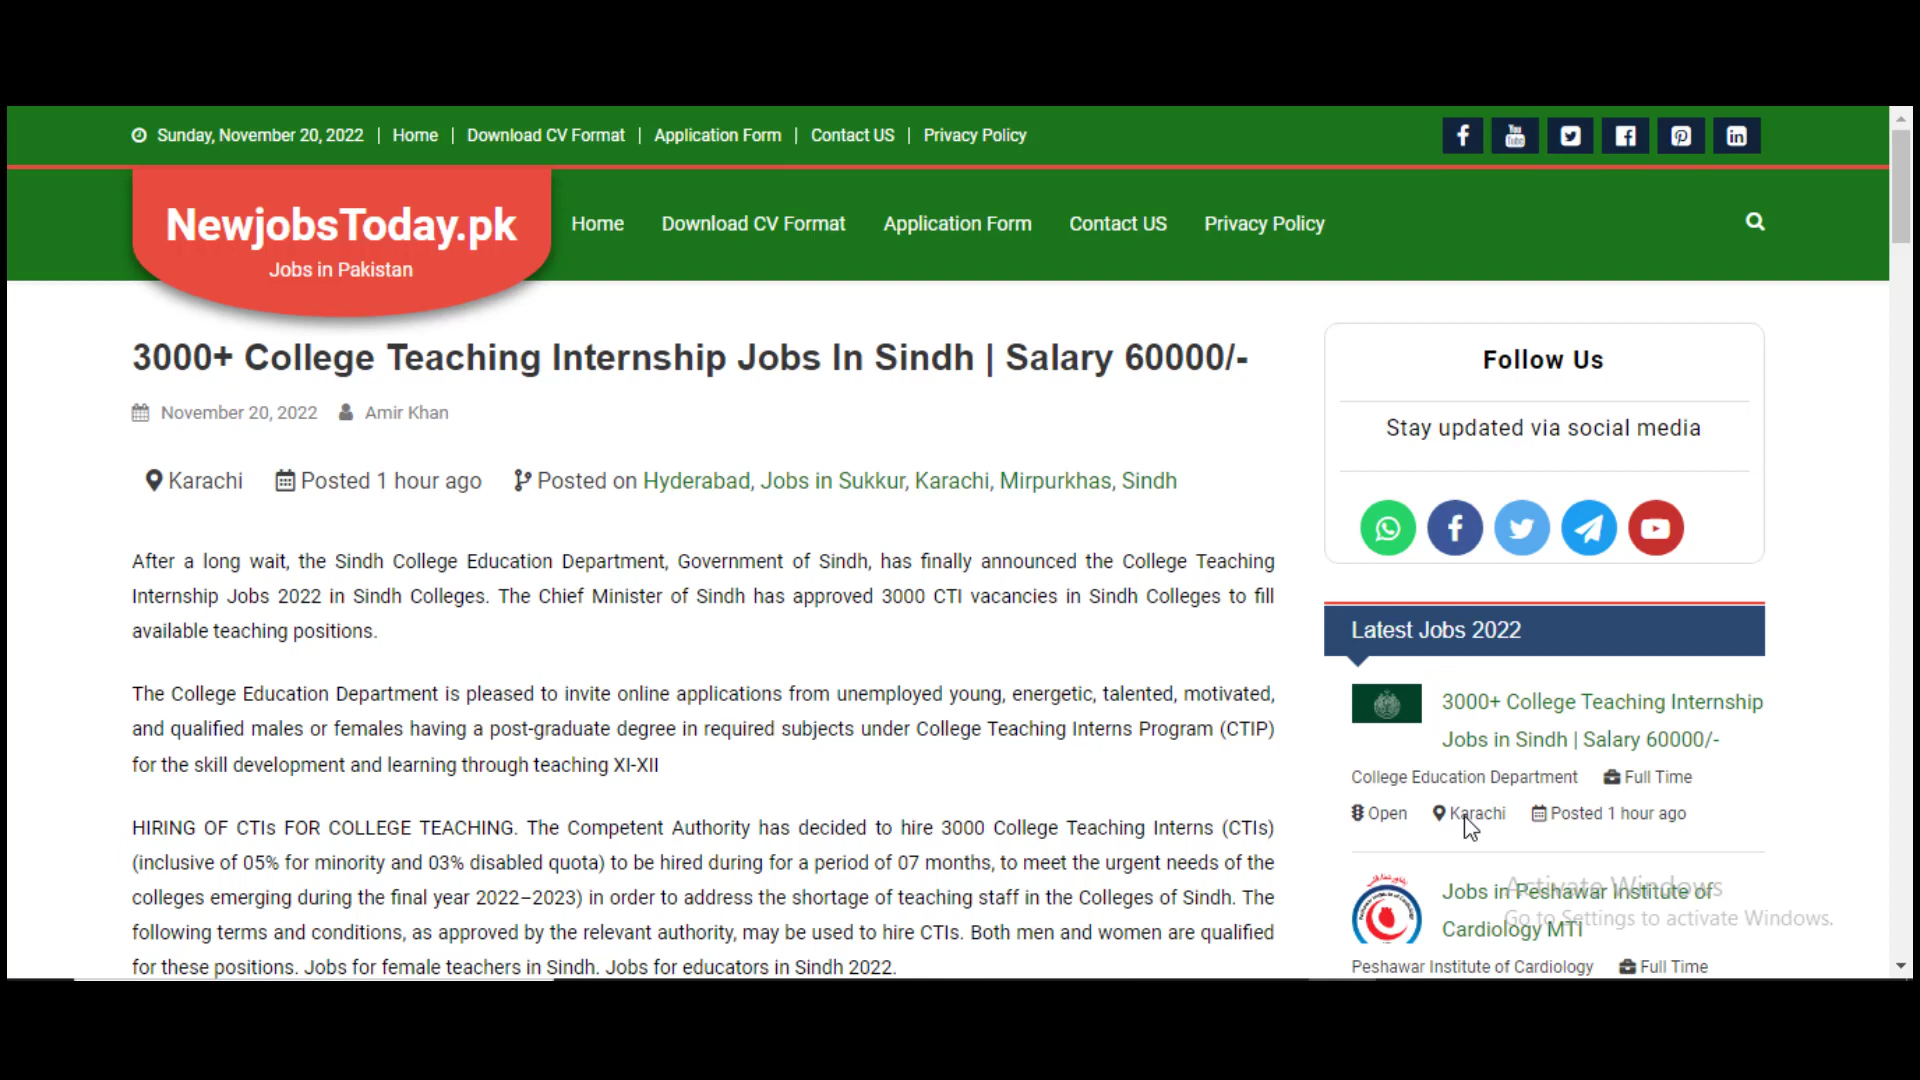 Sunday, November 20, 2022 | Home | Download CV Format | Application Form | Contact US | Privacy Policy
NewjobsToday.pk
Jobs in Pakistan
Home Download CV Format Application Form Contact US Privacy Policy
3000+ College Teaching Internship Jobs In Sindh | Salary 60000/-
November 20, 2022 Amir Khan
Karachi Posted 1 hour ago Posted on Hyderabad, Jobs in Sukkur, Karachi, Mirpurkhas, Sindh
After a long wait, the Sindh College Education Department, Government of Sindh, has finally announced the College Teaching
Internship Jobs 2022 in Sindh Colleges. The Chief Minister of Sindh has approved 3000 CTI vacancies in Sindh Colleges to fill
available teaching positions.
The College Education Department is pleased to invite online applications from unemployed young, energetic, talented, motivated,
and qualified males or females having a post-graduate degree in required subjects under College Teaching Interns Program (CTIP)
for the skill development and learning through teaching XI-XII
HIRING OF CTIs FOR COLLEGE TEACHING. The Competent Authority has decided to hire 3000 College Teaching Interns (CTIs)
(inclusive of 05% for minority and 03% disabled quota) to be hired during for a period of 07 months, to meet the urgent needs of the
colleges emerging during the final year 2022–2023) in order to address the shortage of teaching staff in the Colleges of Sindh. The
following terms and conditions, as approved by the relevant authority, may be used to hire CTIs. Both men and women are qualified
for these positions. Jobs for female teachers in Sindh. Jobs for educators in Sindh 2022.
Follow Us
Stay updated via social media
Latest Jobs 2022
3000+ College Teaching Internship
Jobs in Sindh | Salary 60000/-
College Education Department Full Time
Open Karachi Posted 1 hour ago
Jobs in Peshawar Institute of
Cardiology MTI
Peshawar Institute of Cardiology Full Time
Activate Windows
Go to Settings to activate Windows.